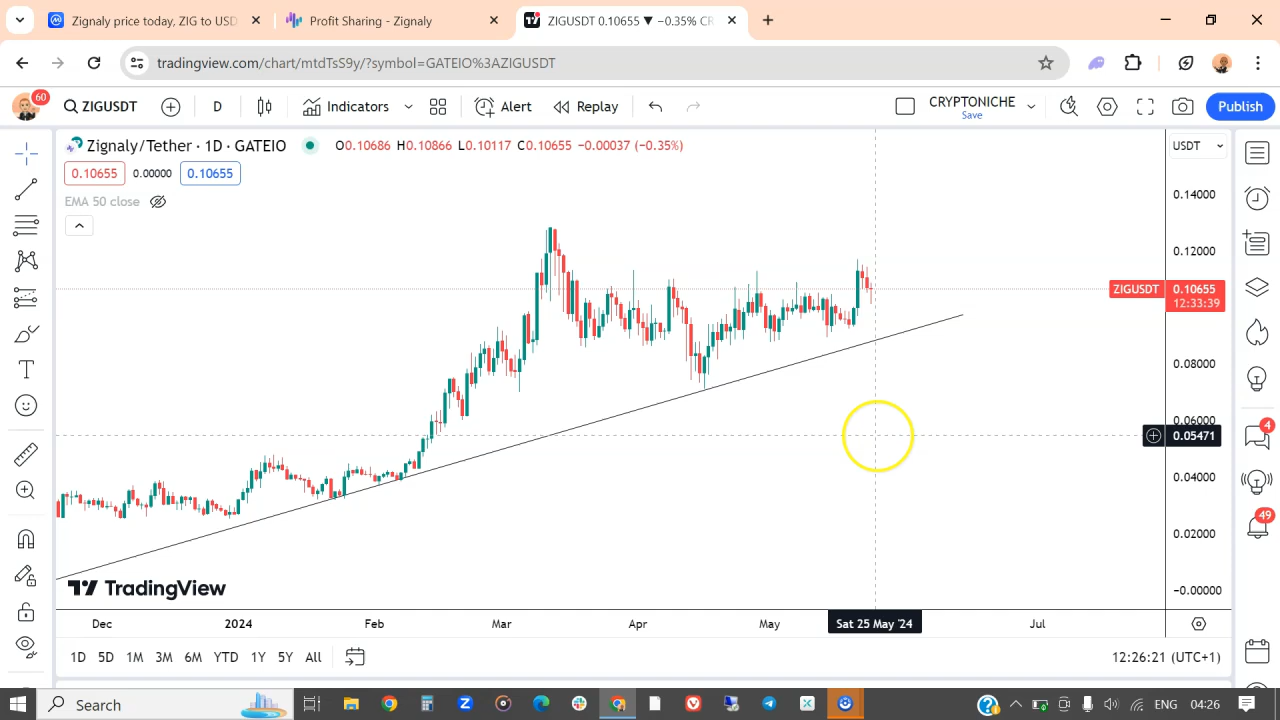 Zignaly price today, ZIG to USD
Profit Sharing - Zignaly
ZIGUSDT 0.10655 ▼ −0.35% CR
tradingview.com/chart/mtdTsS9y/?symbol=GATEIO%3AZIGUSDT
60
ZIGUSDT
D
Indicators
Alert
Replay
CRYPTONICHE
Save
Publish
Zignaly/Tether · 1D · GATEIO
O0.10686 H0.10866 L0.10117 C0.10655 −0.00037 (−0.35%)
USDT
0.10655 0.00000 0.10655
EMA 50 close
0.14000
0.12000
ZIGUSDT 0.10655
12:33:39
0.08000
0.06000
0.05471
0.04000
0.02000
−0.00000
4
49
TradingView
Dec 2024 Feb Mar Apr May Sat 25 May '24 Jul
1D 5D 1M 3M 6M YTD 1Y 5Y All
12:26:21 (UTC+1)
Search
ENG 04:26